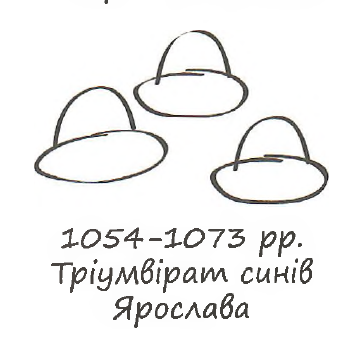 1054-1073 рр.
Тріумвірат синів
Ярослава